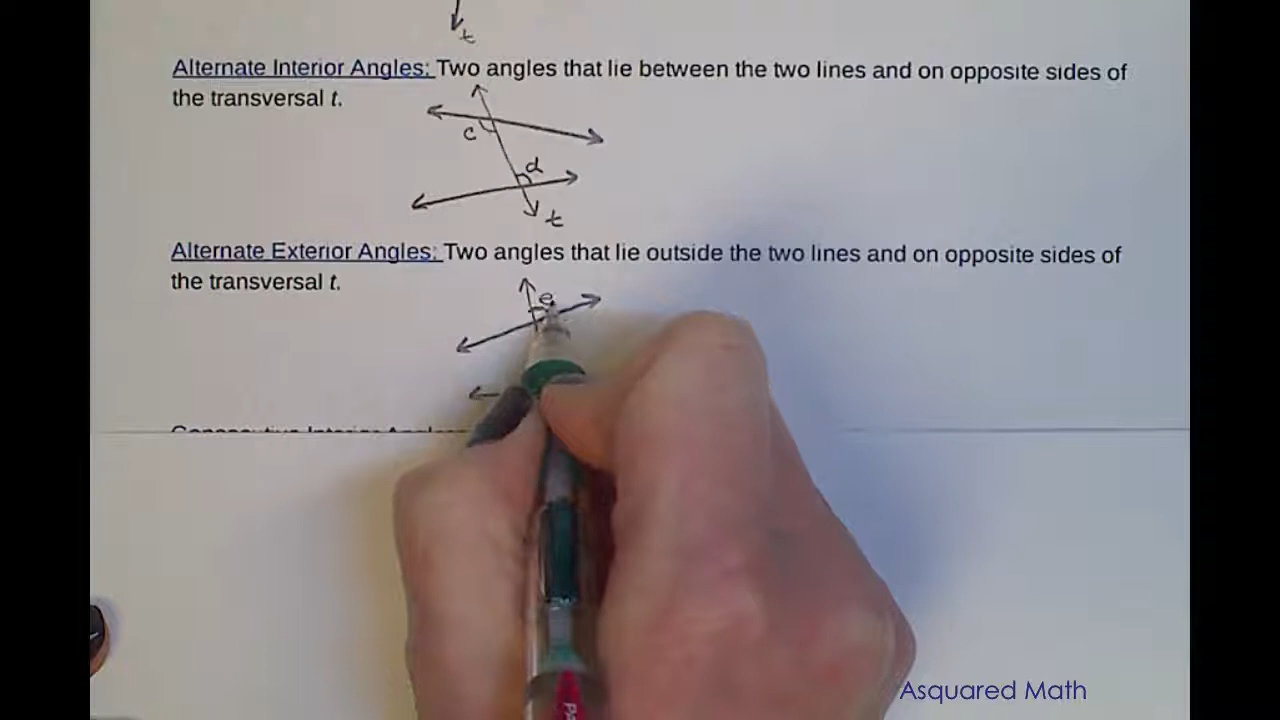 t
Alternate Interior Angles: Two angles that lie between the two lines and on opposite sides of
the transversal t.
c
d
t
Alternate Exterior Angles: Two angles that lie outside the two lines and on opposite sides of
the transversal t.
e
Asquared Math